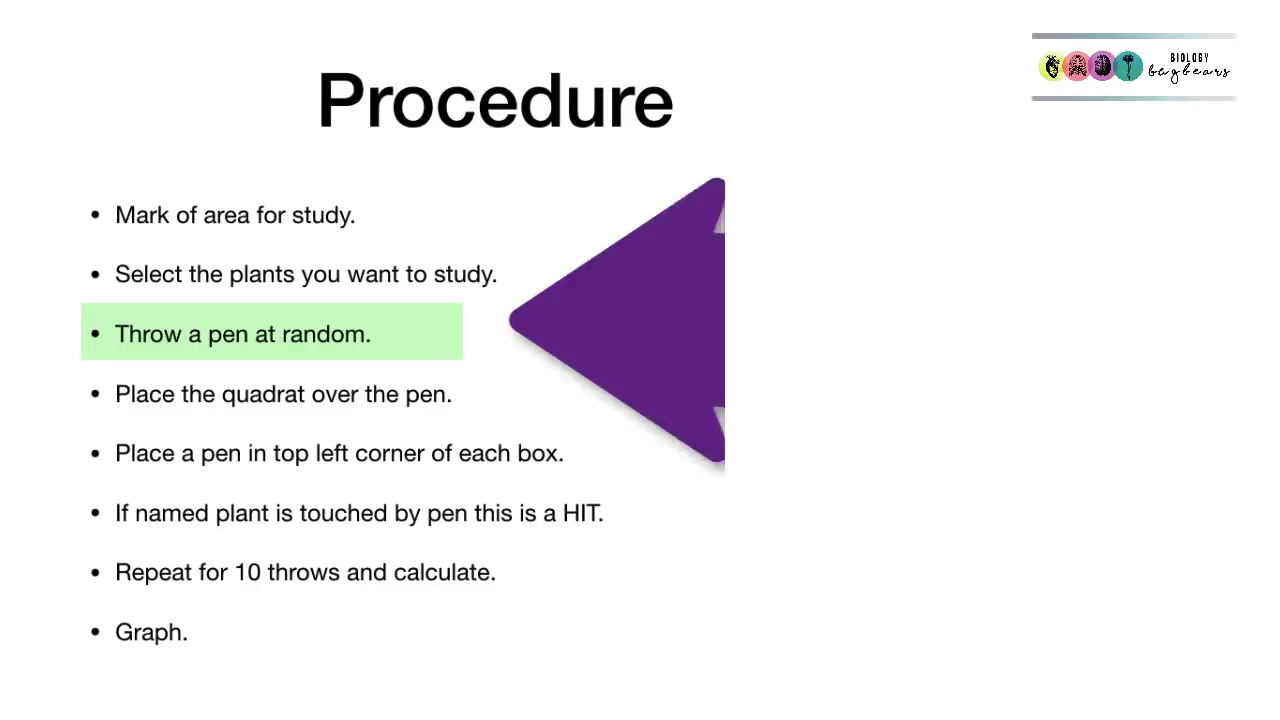 BIOLOGY
bugbears
Procedure
• Mark of area for study.
• Select the plants you want to study.
• Throw a pen at random.
• Place the quadrat over the pen.
• Place a pen in top left corner of each box.
• If named plant is touched by pen this is a HIT.
• Repeat for 10 throws and calculate.
• Graph.